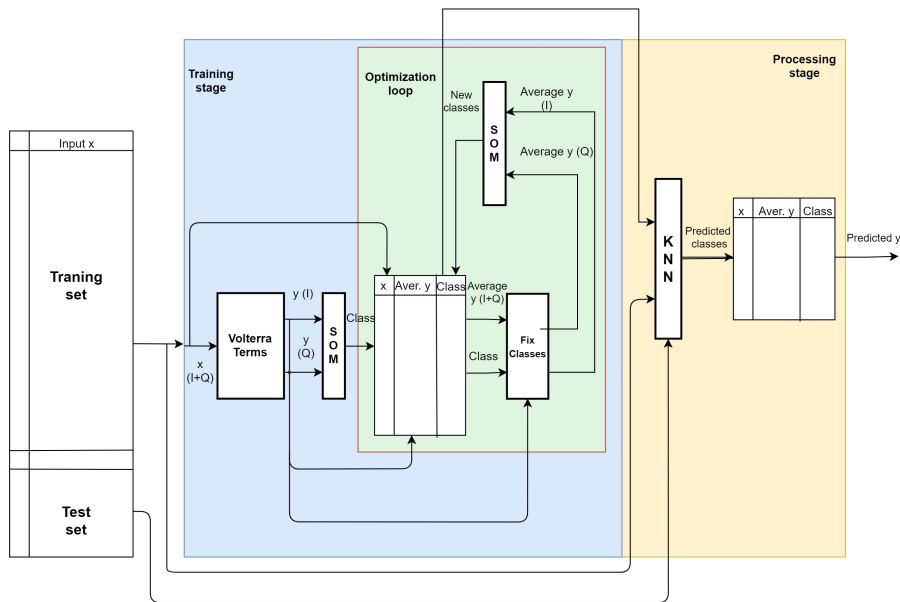 Training
stage
Optimization
loop
Processing
stage
New
classes
Average y
(I)
S
O
M
Average y (Q)
Input x
Traning
set
Test
set
x
(I+Q)
Volterra
Terms
y (I)
y
(Q)
S
O
M
Class
x
Aver. y
Class
Average
y (I+Q)
Class
Fix
Classes
K
N
N
Predicted
classes
x
Aver. y
Class
Predicted y